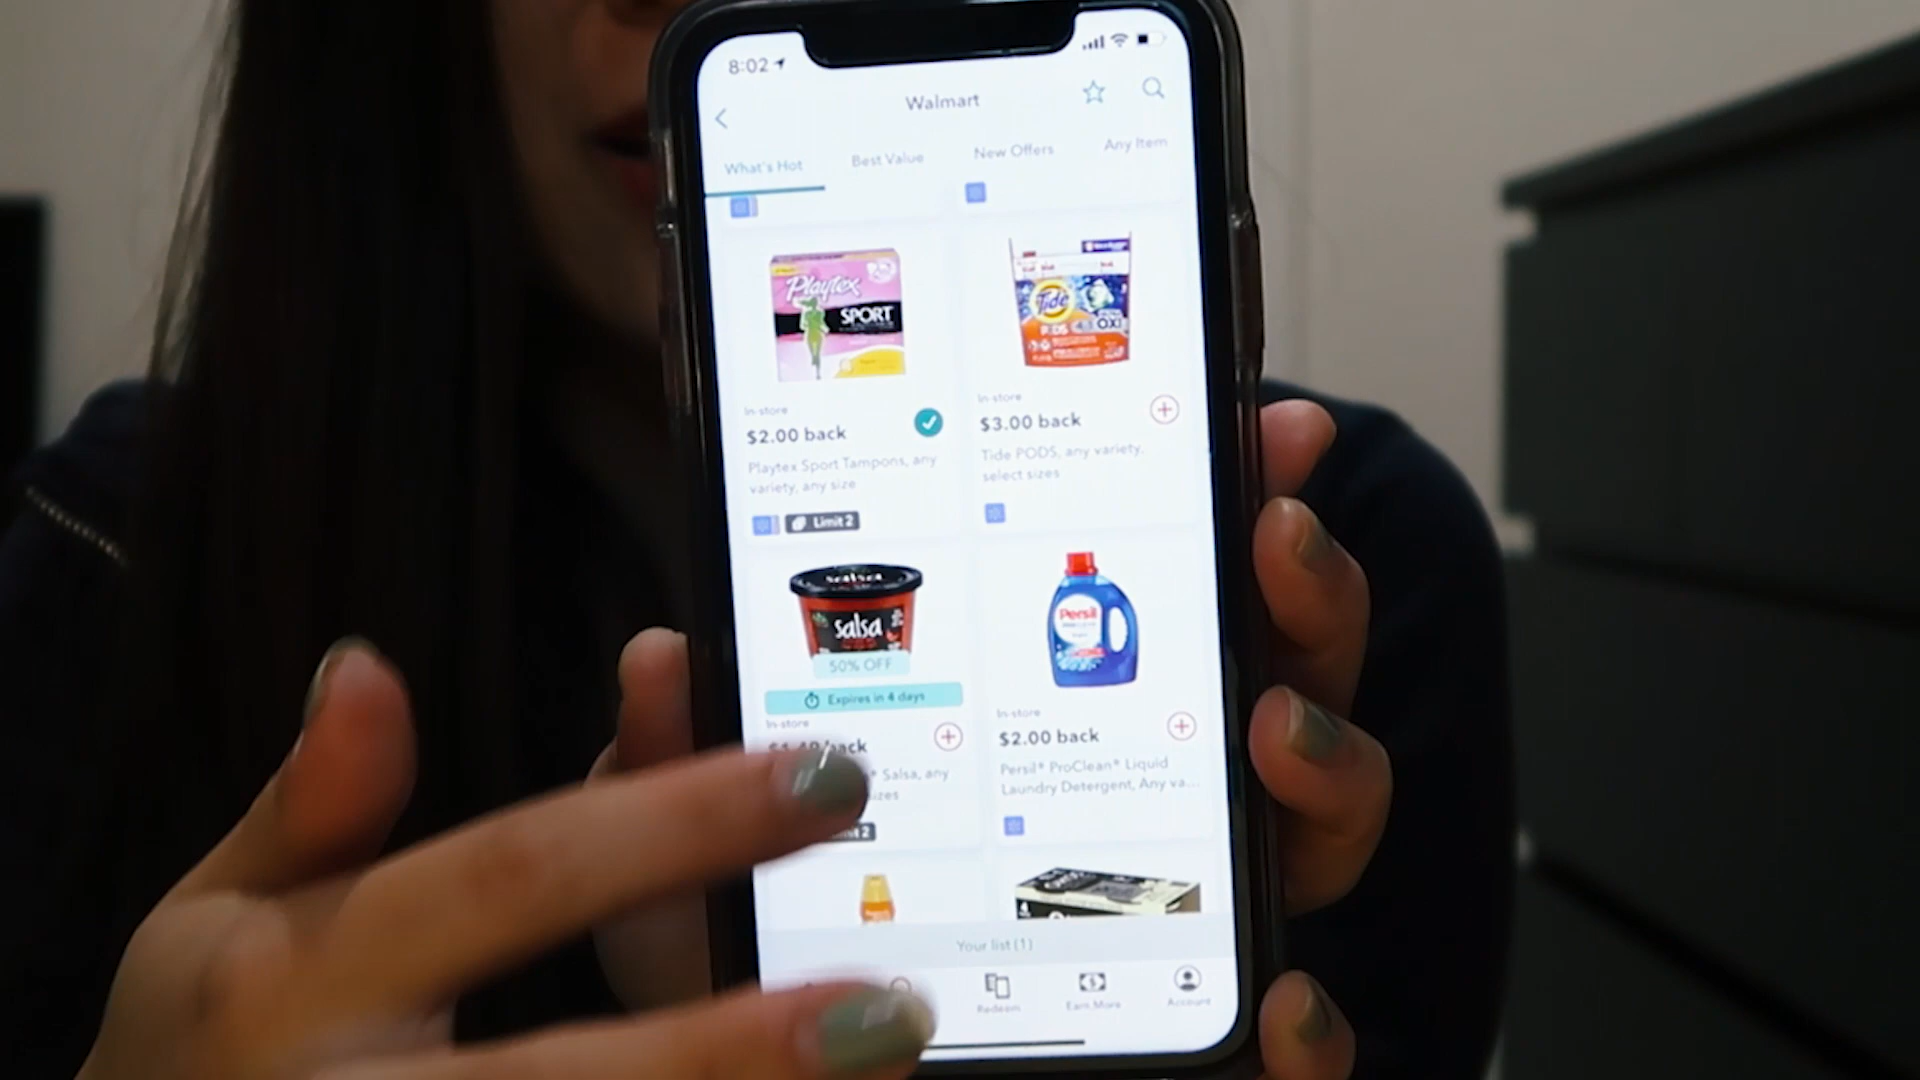 8:02
Walmart
What's Hot
Best Value
New Offers
Any Item
Playtex
SPORT
Tide
PODS
OXI
In-store
$2.00 back
Playtex Sport Tampons, any
variety, any size
Limit 2
In-store
$3.00 back
Tide PODS, any variety,
select sizes
salsa
50% OFF
Expires in 4 days
In-store
back
Salsa, any
Persil
In-store
$2.00 back
Persil® ProClean® Liquid
Laundry Detergent, Any va...
Your list (1)
Redeem
Earn More
Account